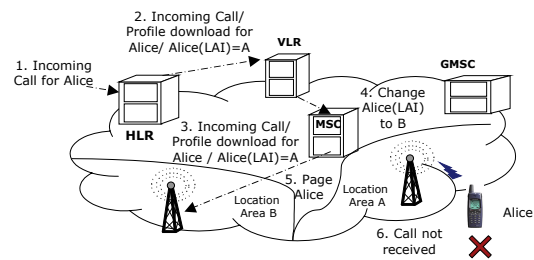 2. Incoming Call/
Profile download for
Alice/ Alice(LAI)=A
VLR
GMSC
1. Incoming
Call for Alice
HLR
3. Incoming Call/
Profile download for
Alice / Alice(LAI)=A
MSC
4. Change
Alice(LAI)
to B
5. Page
Alice
Location
Area B
Location
Area A
6. Call not
received
Alice